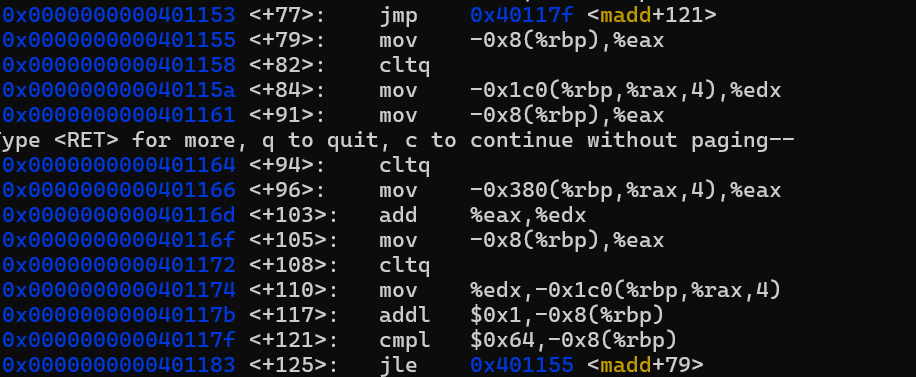 0x0000000000401153 <+77>: jmp 0x40117f <madd+121>
0x0000000000401155 <+79>: mov -0x8(%rbp),%eax
0x0000000000401158 <+82>: cltq
0x000000000040115a <+84>: mov -0x1c0(%rbp,%rax,4),%edx
0x0000000000401161 <+91>: mov -0x8(%rbp),%eax
ype <RET> for more, q to quit, c to continue without paging--
0x0000000000401164 <+94>: cltq
0x0000000000401166 <+96>: mov -0x380(%rbp,%rax,4),%eax
0x000000000040116d <+103>: add %eax,%edx
0x000000000040116f <+105>: mov -0x8(%rbp),%eax
0x0000000000401172 <+108>: cltq
0x0000000000401174 <+110>: mov %edx,-0x1c0(%rbp,%rax,4)
0x000000000040117b <+117>: addl $0x1,-0x8(%rbp)
0x000000000040117f <+121>: cmpl $0x64,-0x8(%rbp)
0x0000000000401183 <+125>: jle 0x401155 <madd+79>